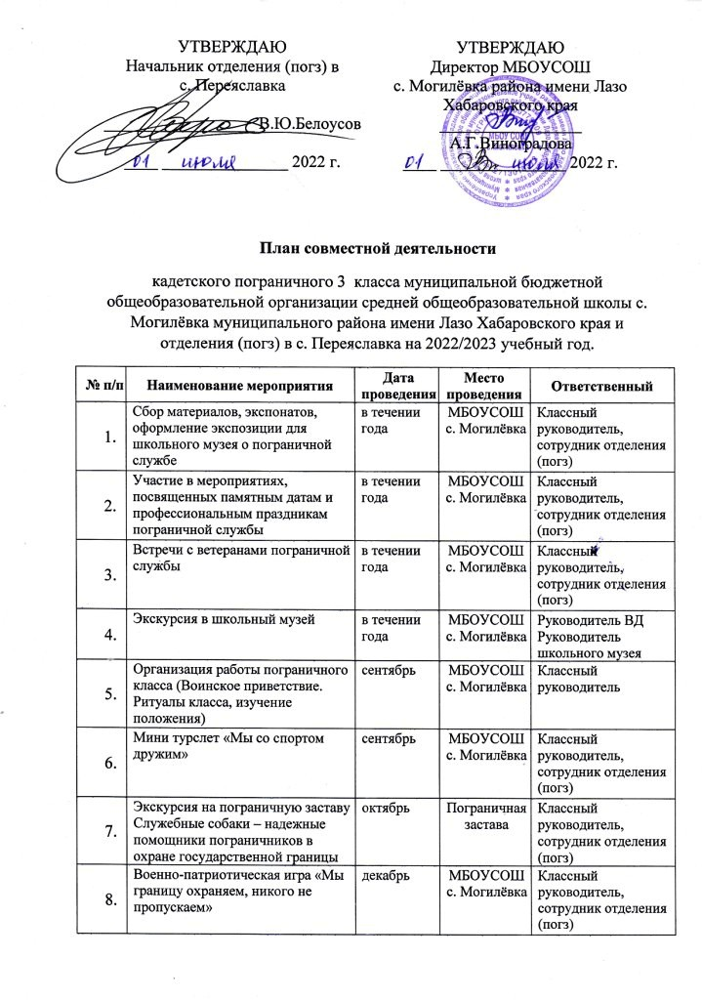 УТВЕРЖДАЮ
Начальник отделения (погз) в
с. Переяславка
В.Ю.Белоусов
01 июля 2022 г.
УТВЕРЖДАЮ
Директор МБОУСОШ
с. Могилёвка района имени Лазо
Хабаровского края
А.Г.Виноградова
01 июля 2022 г.
МБОУ СОШ
План совместной деятельности
кадетского пограничного 3 класса муниципальной бюджетной
общеобразовательной организации средней общеобразовательной школы с.
Могилёвка муниципального района имени Лазо Хабаровского края и
отделения (погз) в с. Переяславка на 2022/2023 учебный год.
№ п/п Наименование мероприятия Дата проведения Место проведения Ответственный
1. Сбор материалов, экспонатов, в течении МБОУСОШ Классный
оформление экспозиции для года с. Могилёвка руководитель,
школьного музея о пограничной сотрудник отделения
службе (погз)
2. Участие в мероприятиях, в течении МБОУСОШ Классный
посвященных памятным датам и года с. Могилёвка руководитель,
профессиональным праздникам сотрудник отделения
пограничной службы (погз)
3. Встречи с ветеранами пограничной в течении МБОУСОШ Классный
службы года с. Могилёвка руководитель,
сотрудник отделения
(погз)
4. Экскурсия в школьный музей в течении МБОУСОШ Руководитель ВД
года с. Могилёвка Руководитель
школьного музея
5. Организация работы пограничного сентябрь МБОУСОШ Классный
класса (Воинское приветствие. с. Могилёвка руководитель
Ритуалы класса, изучение
положения)
6. Мини турслет «Мы со спортом сентябрь МБОУСОШ Классный
дружим» с. Могилёвка руководитель,
сотрудник отделения
(погз)
7. Экскурсия на пограничную заставу октябрь Пограничная Классный
Служебные собаки – надежные застава руководитель,
помощники пограничников в сотрудник отделения
охране государственной границы (погз)
8. Военно-патриотическая игра «Мы декабрь МБОУСОШ Классный
границу охраняем, никого не с. Могилёвка руководитель,
пропускаем» сотрудник отделения
(погз)